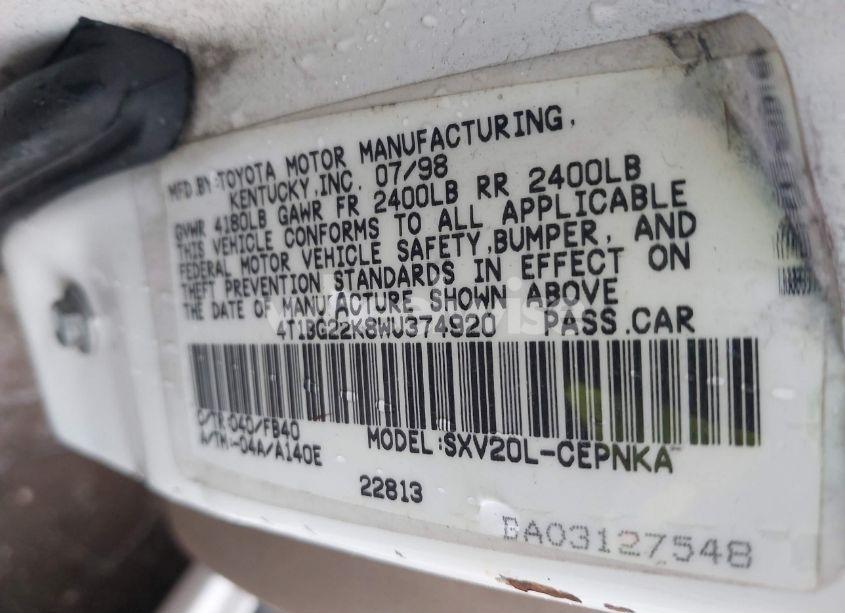 MFD.BY:TOYOTA MOTOR MANUFACTURING,
KENTUCKY,INC. 07/98
GVWR 4180LB GAWR FR 2400LB RR 2400LB
THIS VEHICLE CONFORMS TO ALL APPLICABLE
FEDERAL MOTOR VEHICLE SAFETY,BUMPER, AND
THEFT PREVENTION STANDARDS IN EFFECT ON
THE DATE OF MANUFACTURE SHOWN ABOVE
4T1BG22K8WU374920 PASS.CAR
C/TR:040/FB40
A/TM:-04A/A140E
MODEL:SXV20L-CEPNKA
22813
BA03127548